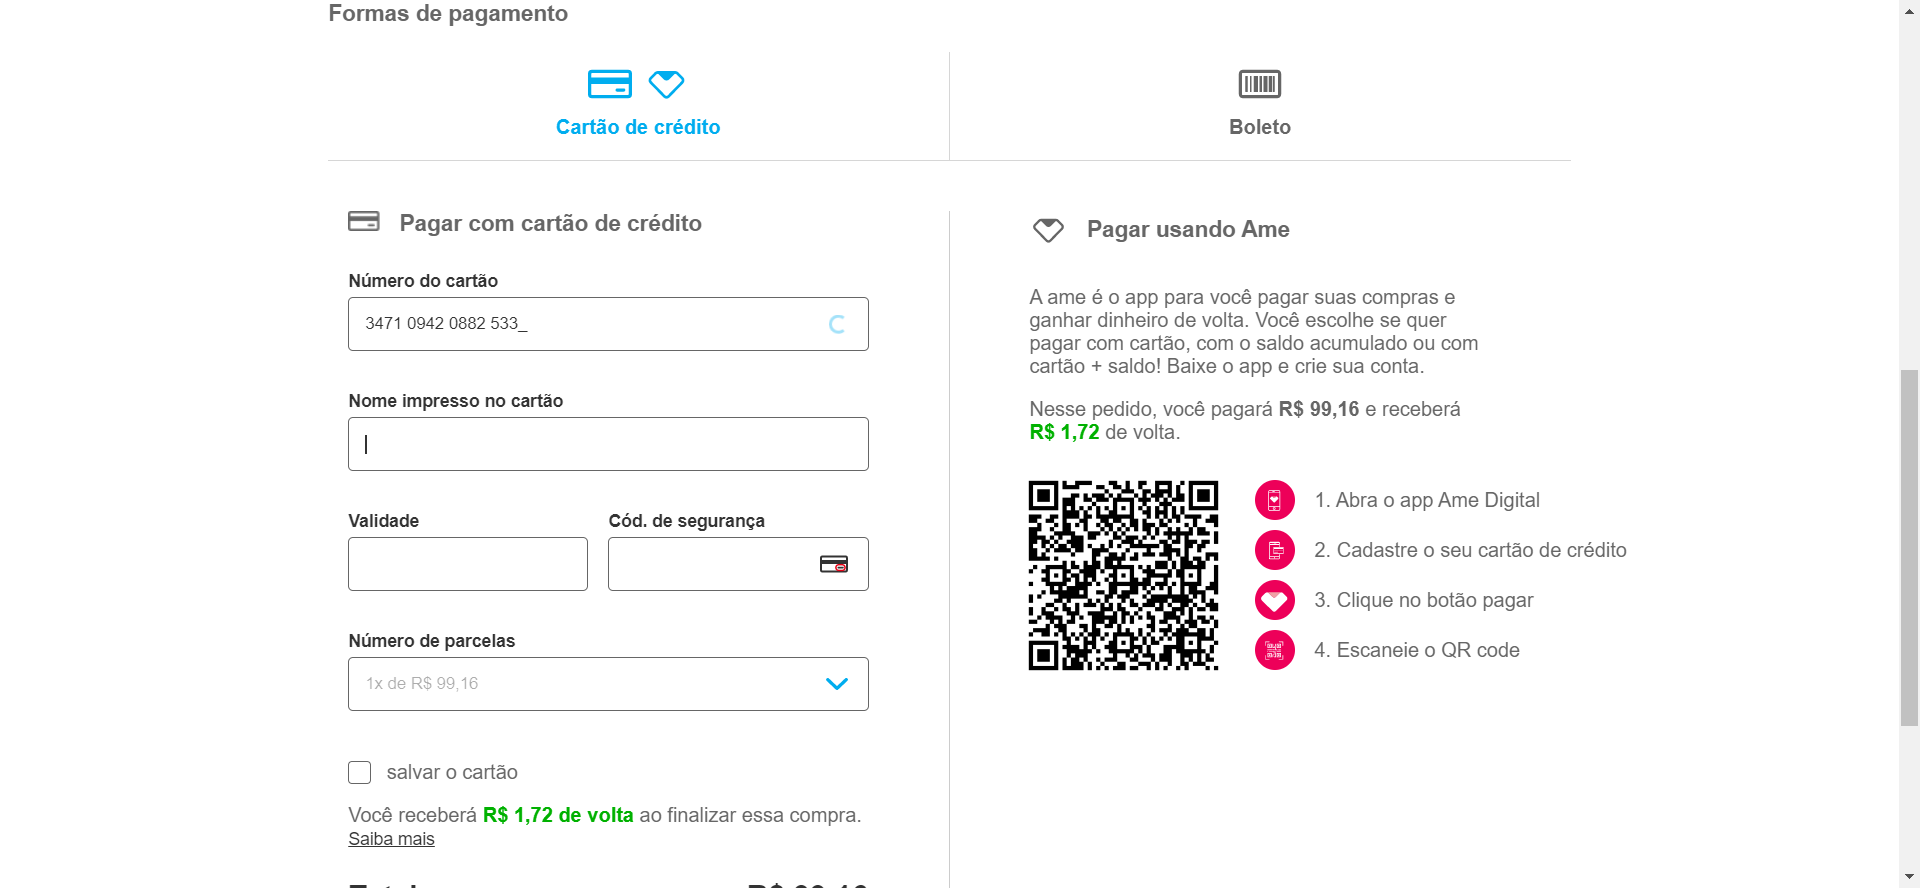 Formas de pagamento
Cartão de crédito
Boleto
Pagar com cartão de crédito
Número do cartão
3471 0942 0882 533_
Nome impresso no cartão
Validade
Cód. de segurança
Número de parcelas
1x de R$ 99,16
salvar o cartão
Você receberá R$ 1,72 de volta ao finalizar essa compra.
Saiba mais
Total
R$ 99,16
Pagar usando Ame
A ame é o app para você pagar suas compras e
ganhar dinheiro de volta. Você escolhe se quer
pagar com cartão, com o saldo acumulado ou com
cartão + saldo! Baixe o app e crie sua conta.
Nesse pedido, você pagará R$ 99,16 e receberá
R$ 1,72 de volta.
1. Abra o app Ame Digital
2. Cadastre o seu cartão de crédito
3. Clique no botão pagar
4. Escaneie o QR code